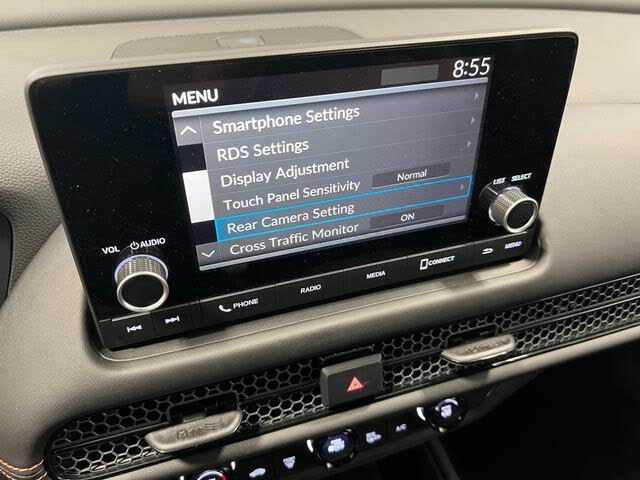 8:55
MENU
Smartphone Settings
RDS Settings
Display Adjustment
Touch Panel Sensitivity Normal
Rear Camera Setting
Cross Traffic Monitor ON
VOL AUDIO
LIST SELECT
PHONE RADIO MEDIA CONNECT MENU
A/C